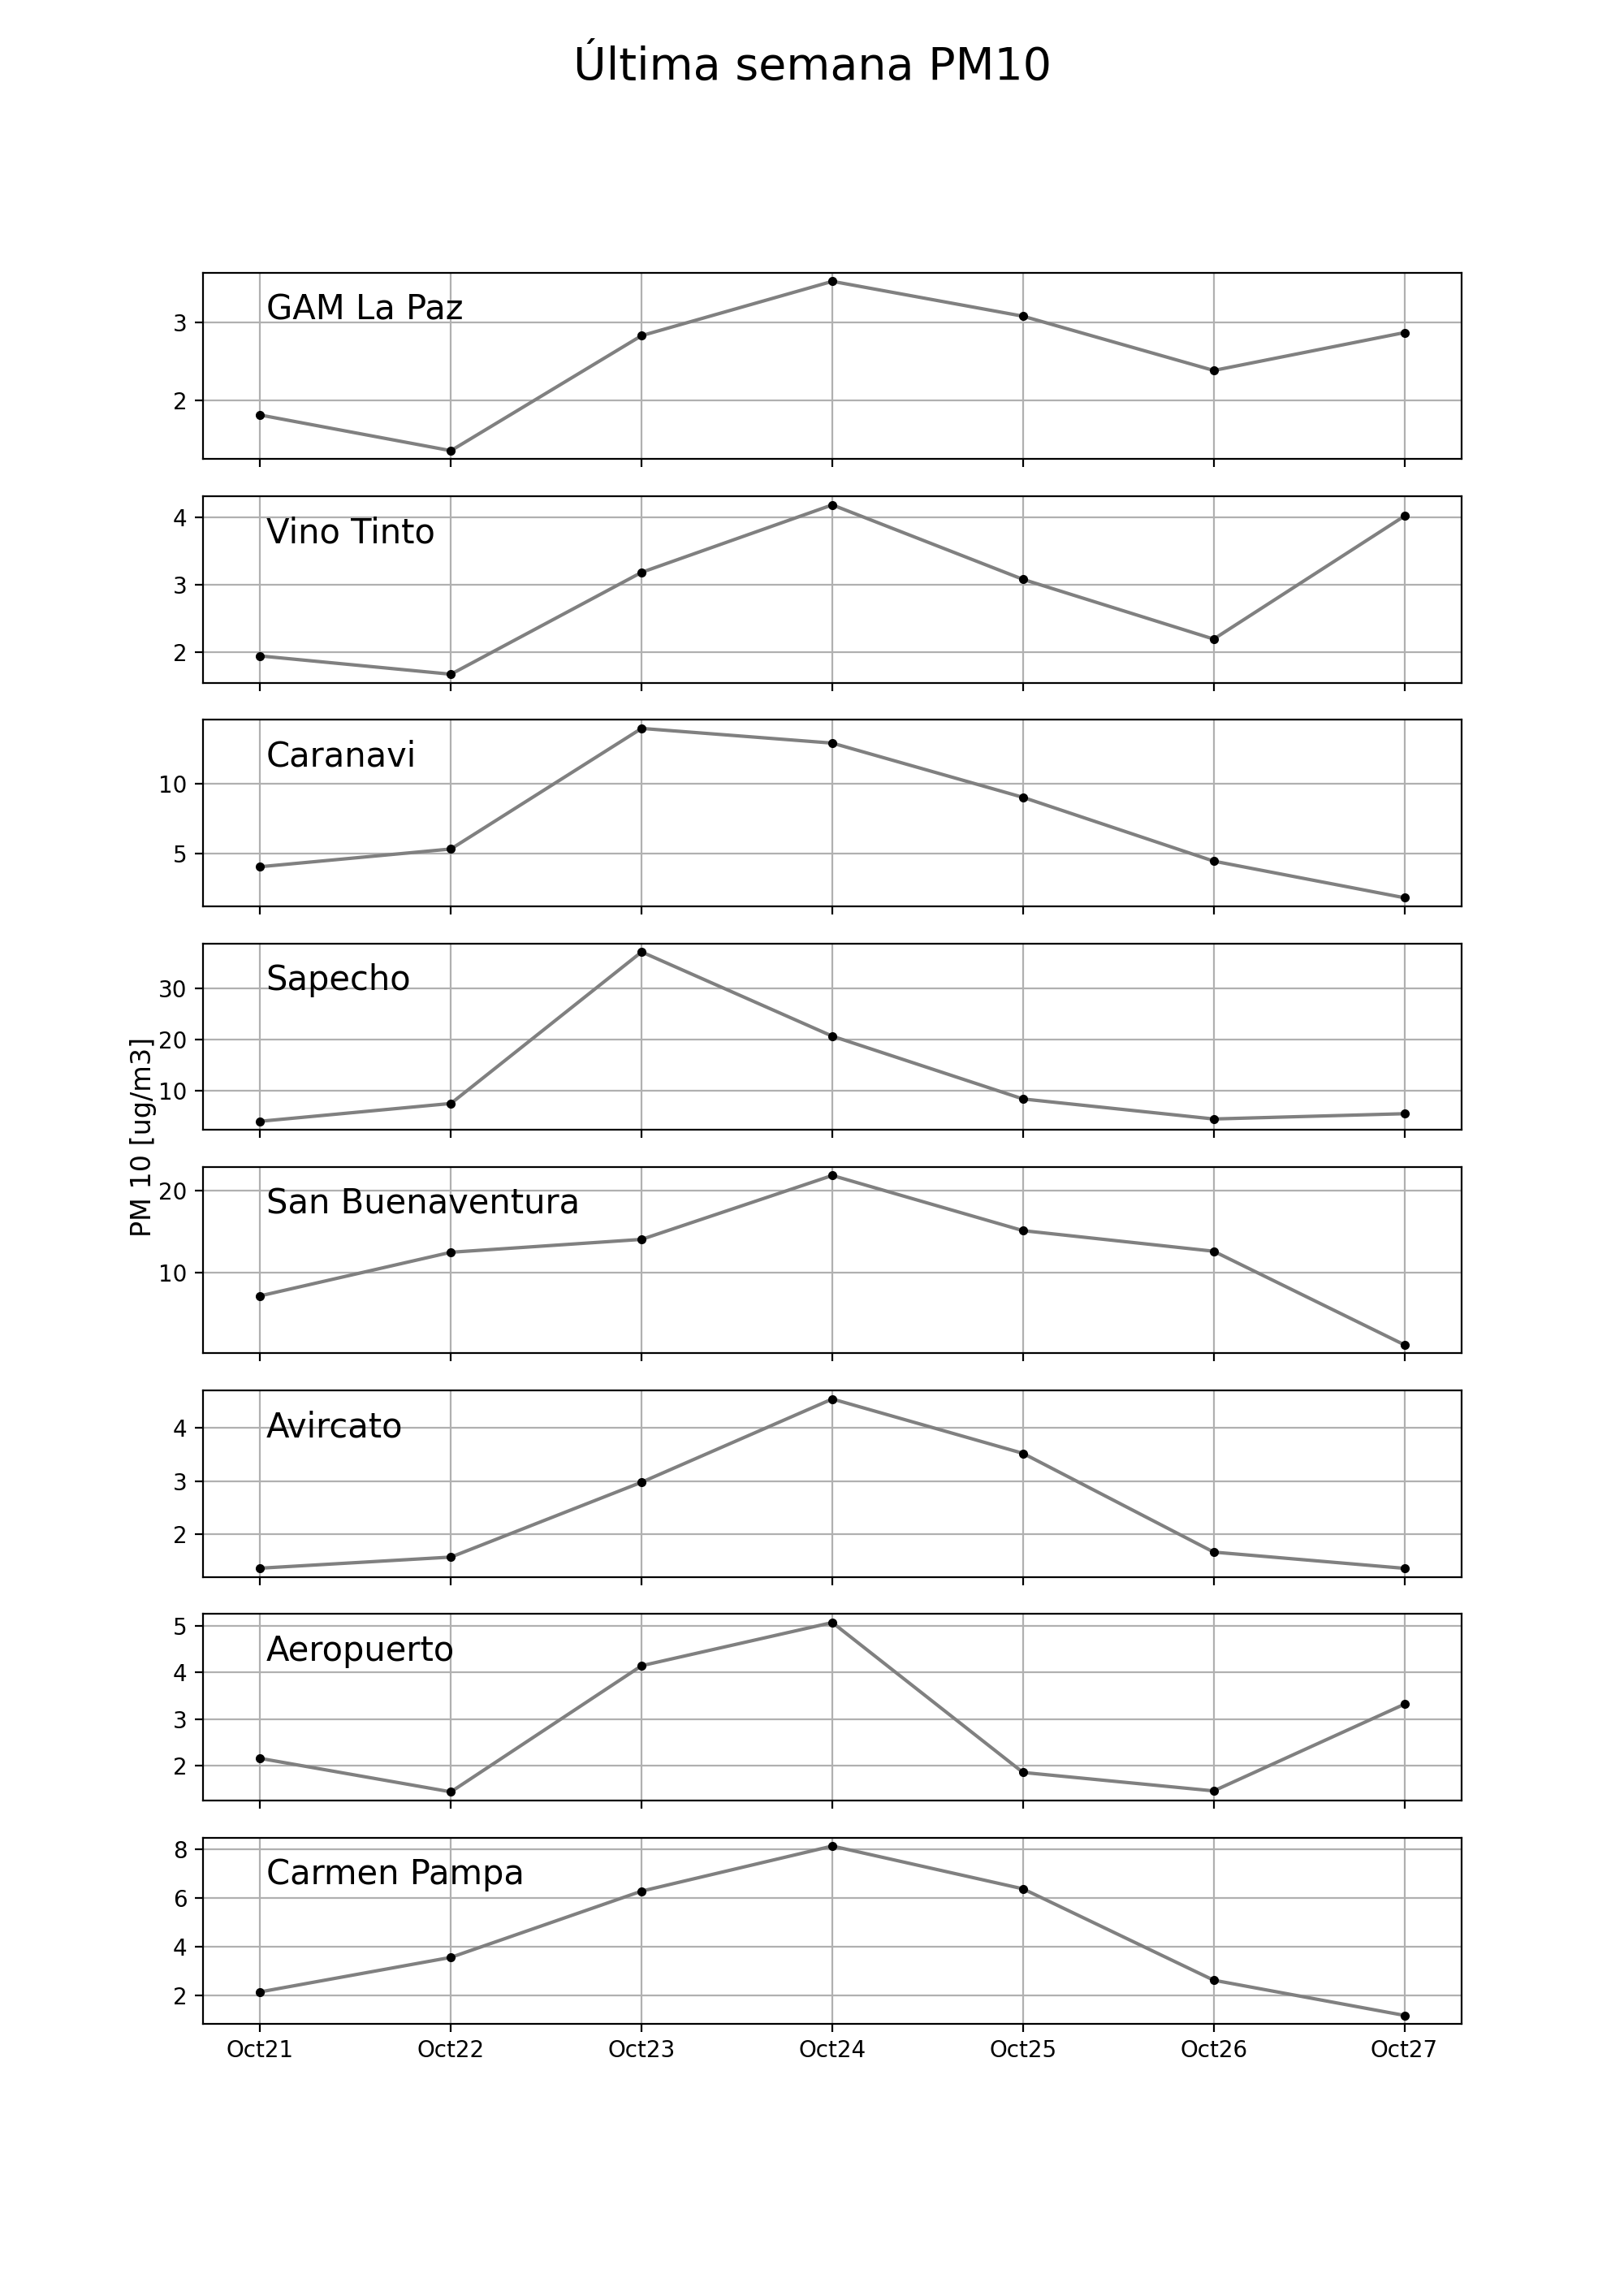 Última semana PM10
GAM La Paz
3
2
Vino Tinto
4
3
2
Caranavi
10
5
Sapecho
30
20
10
PM 10 [ug/m3]
San Buenaventura
20
10
Avircato
4
3
2
Aeropuerto
5
4
3
2
Carmen Pampa
8
6
4
2
Oct21 Oct22 Oct23 Oct24 Oct25 Oct26 Oct27